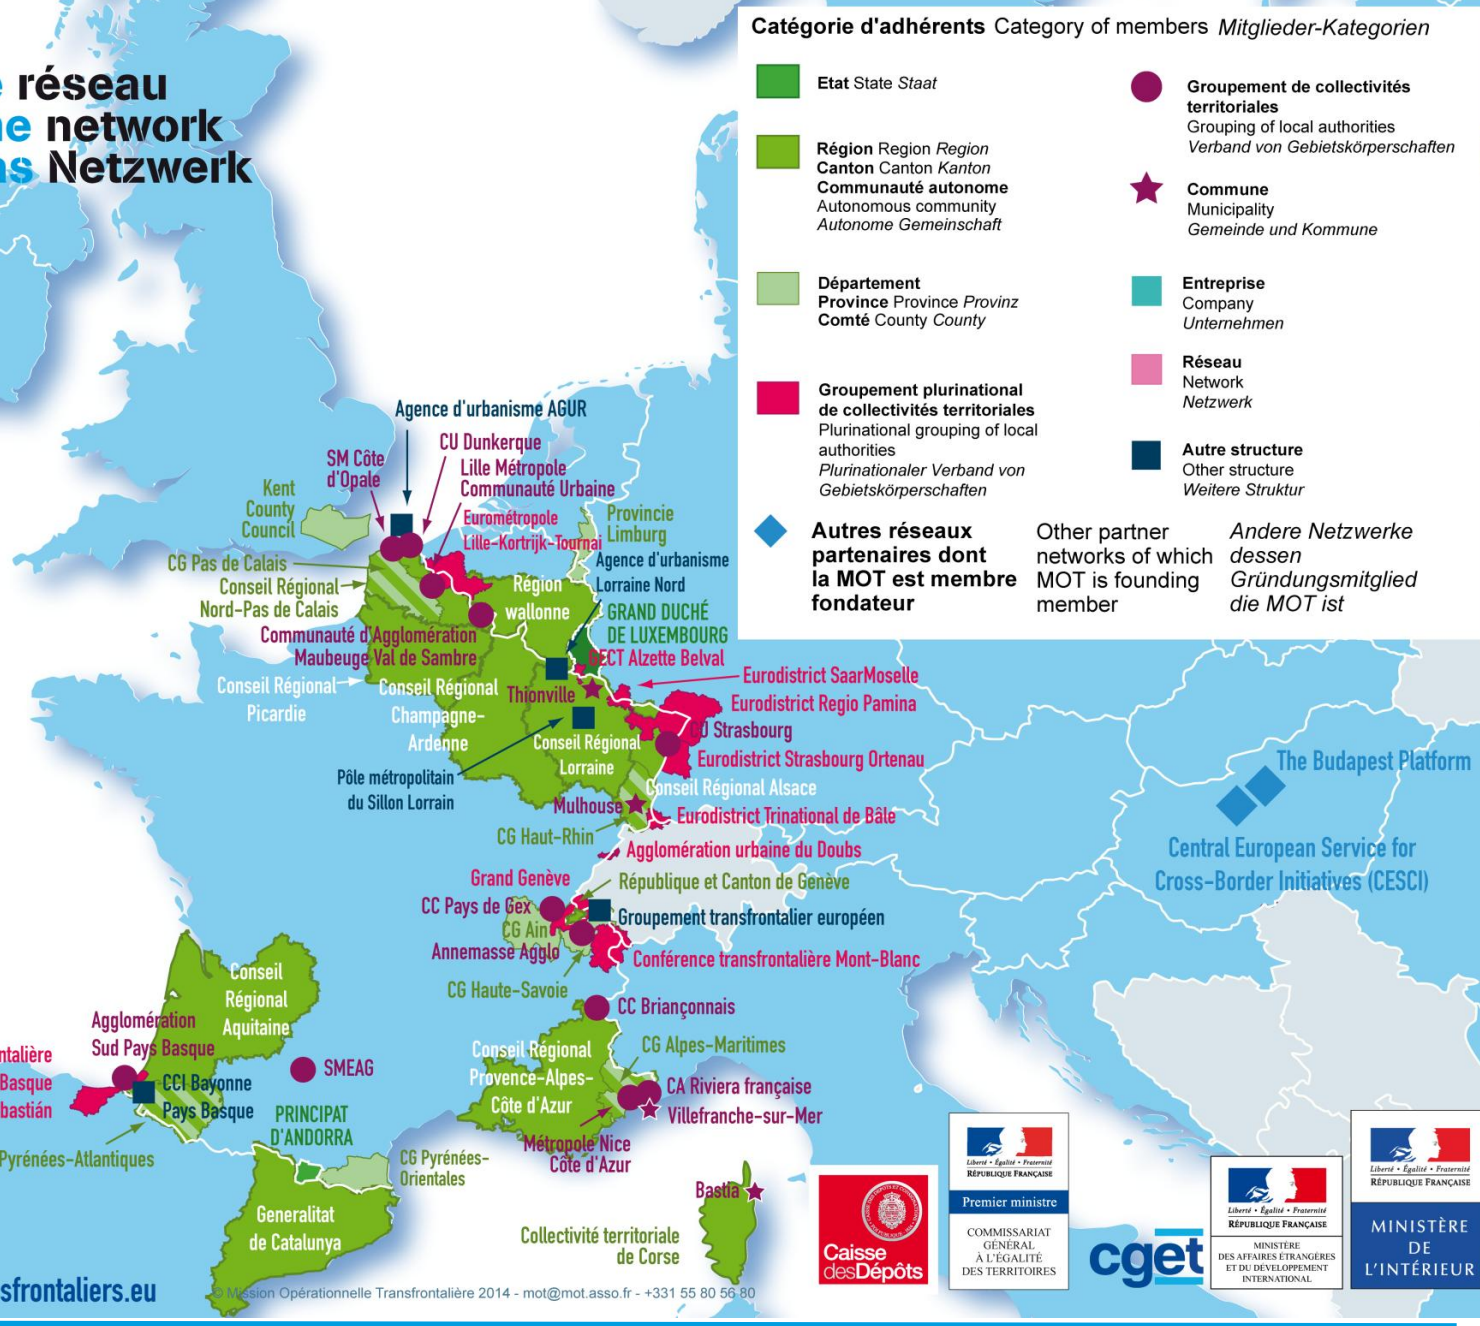 réseau
network
Netzwerk
Catégorie d'adhérents Category of members Mitglieder-Kategorien
Etat State Staat
Région Region Region
Canton Canton Kanton
Communauté autonome
Autonomous community
Autonome Gemeinschaft
Département
Province Province Provinz
Comté County County
Groupement plurinational
de collectivités territoriales
Plurinational grouping of local
authorities
Plurinationaler Verband von
Gebietskörperschaften
Groupement de collectivités
territoriales
Grouping of local authorities
Verband von Gebietskörperschaften
Commune
Municipality
Gemeinde und Kommune
Entreprise
Company
Unternehmen
Réseau
Network
Netzwerk
Autre structure
Other structure
Weitere Struktur
Autres réseaux
partenaires dont
la MOT est membre
fondateur
Other partner
networks of which
MOT is founding
member
Andere Netzwerke
dessen
Gründungsmitglied
die MOT ist
Agence d'urbanisme AGUR
CU Dunkerque
SM Côte
d'Opale
Lille Métropole
Communauté Urbaine
Kent
County
Council
Eurométropole
Lille-Kortrijk-Tournai
Provincie
Limburg
Agence d'urbanisme
Lorraine Nord
CG Pas de Calais
Conseil Régional
Nord-Pas de Calais
Région
wallonne
GRAND DUCHÉ
DE LUXEMBOURG
Communauté d'Agglomération
Maubeuge Val de Sambre
GECT Alzette Belval
Conseil Régional
Picardie
Conseil Régional
Champagne-
Ardenne
Thionville
Eurodistrict SaarMoselle
Eurodistrict Regio Pamina
CU Strasbourg
Conseil Régional
Lorraine
Eurodistrict Strasbourg Ortenau
Pôle métropolitain
du Sillon Lorrain
Conseil Régional Alsace
Mulhouse
Eurodistrict Trinational de Bâle
CG Haut-Rhin
Agglomération urbaine du Doubs
The Budapest Platform
Central European Service for
Cross-Border Initiatives (CESCI)
Grand Genève
République et Canton de Genève
CC Pays de Gex
Groupement transfrontalier européen
CG Ain
Annemasse Agglo
Conférence transfrontalière Mont-Blanc
CG Haute-Savoie
CC Briançonnais
Conseil
Régional
Aquitaine
Agglomération
Sud Pays Basque
ntalière
Basque
bastián
CCI Bayonne
Pays Basque
SMEAG
Conseil Régional
Provence-Alpes-
Côte d'Azur
CG Alpes-Maritimes
CA Riviera française
Villefranche-sur-Mer
Métropole Nice
Côte d'Azur
PRINCIPAT
D'ANDORRA
Pyrénées-Atlantiques
CG Pyrénées-
Orientales
Generalitat
de Catalunya
Bastia
Collectivité territoriale
de Corse
sfrontaliers.eu
© Mission Opérationnelle Transfrontalière 2014 - mot@mot.asso.fr - +331 55 80 56 80
Caisse
desDépôts
Liberté • Égalité • Fraternité
RÉPUBLIQUE FRANÇAISE
Premier ministre
COMMISSARIAT
GÉNÉRAL
À L'ÉGALITÉ
DES TERRITOIRES
cget
Liberté • Égalité • Fraternité
RÉPUBLIQUE FRANÇAISE
MINISTÈRE
DES AFFAIRES ÉTRANGÈRES
ET DU DÉVELOPPEMENT
INTERNATIONAL
Liberté • Égalité • Fraternité
RÉPUBLIQUE FRANÇAISE
MINISTÈRE
DE
L'INTÉRIEUR